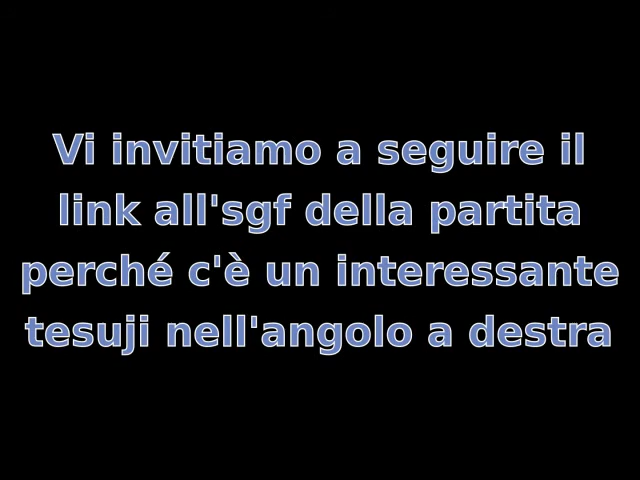 Vi invitiamo a seguire il
link all'sgf della partita
perché c'è un interessante
tesuji nell'angolo a destra